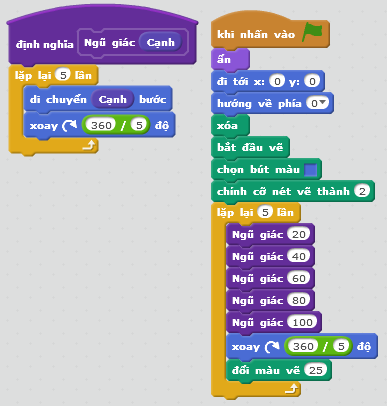 định nghĩa Ngũ giác Cạnh
lặp lại 5 lần
di chuyển Cạnh bước
xoay 360 / 5 độ
khi nhấn vào
ẩn
đi tới x: 0 y: 0
hướng về phía 0
xóa
bắt đầu vẽ
chọn bút màu
chỉnh cỡ nét vẽ thành 2
lặp lại 5 lần
Ngũ giác 20
Ngũ giác 40
Ngũ giác 60
Ngũ giác 80
Ngũ giác 100
xoay 360 / 5 độ
đổi màu vẽ 25